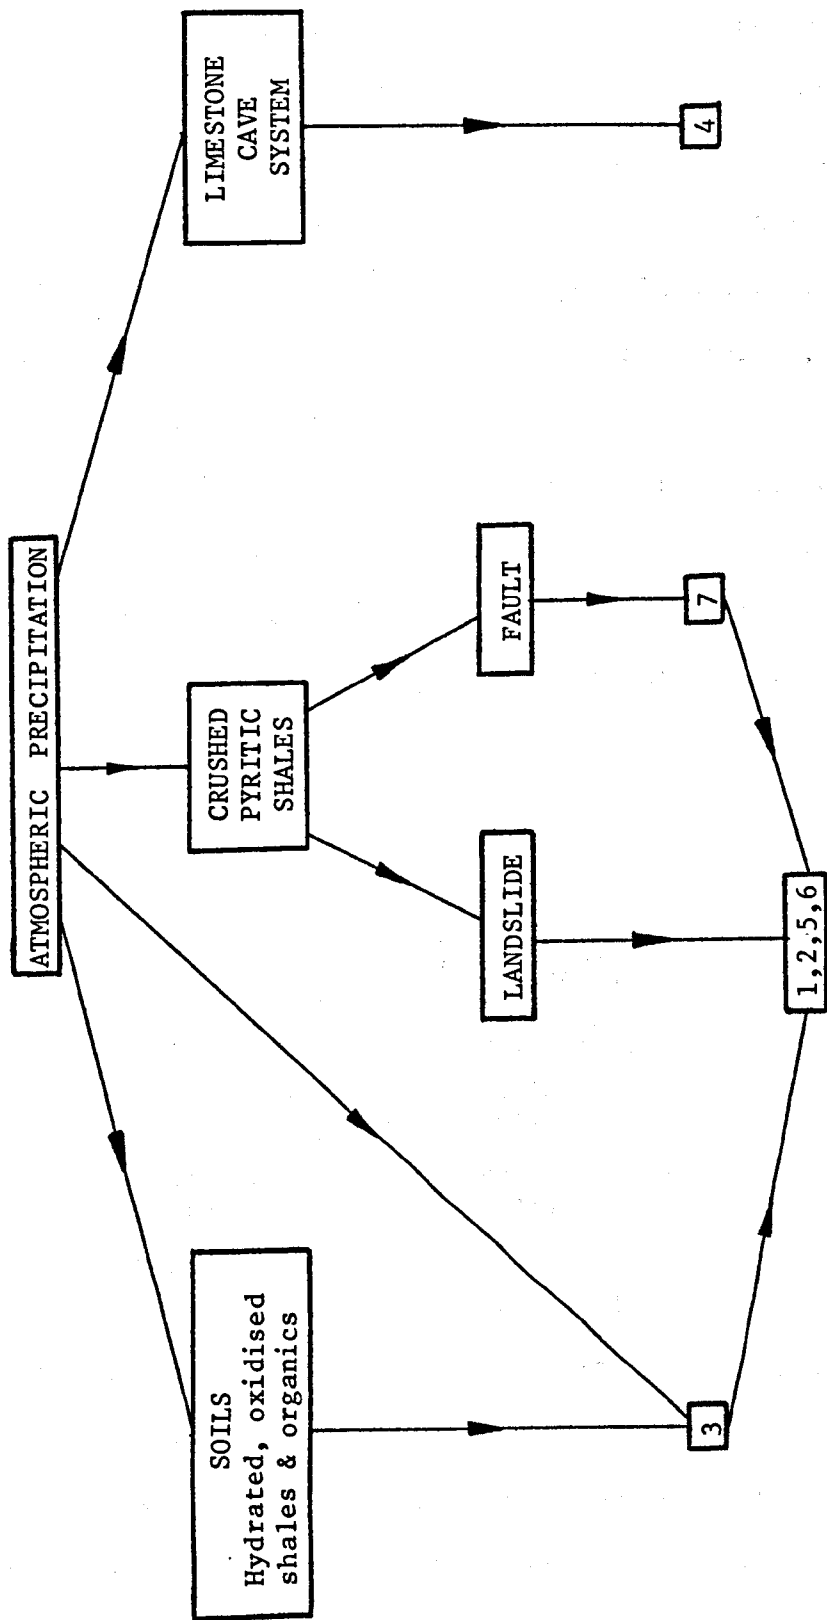 ATMOSPHERIC PRECIPITATION
SOILS
Hydrated, oxidised
shales & organics
CRUSHED
PYRITIC
SHALES
LIMESTONE
CAVE
SYSTEM
LANDSLIDE
FAULT
3
7
4
1,2,5,6